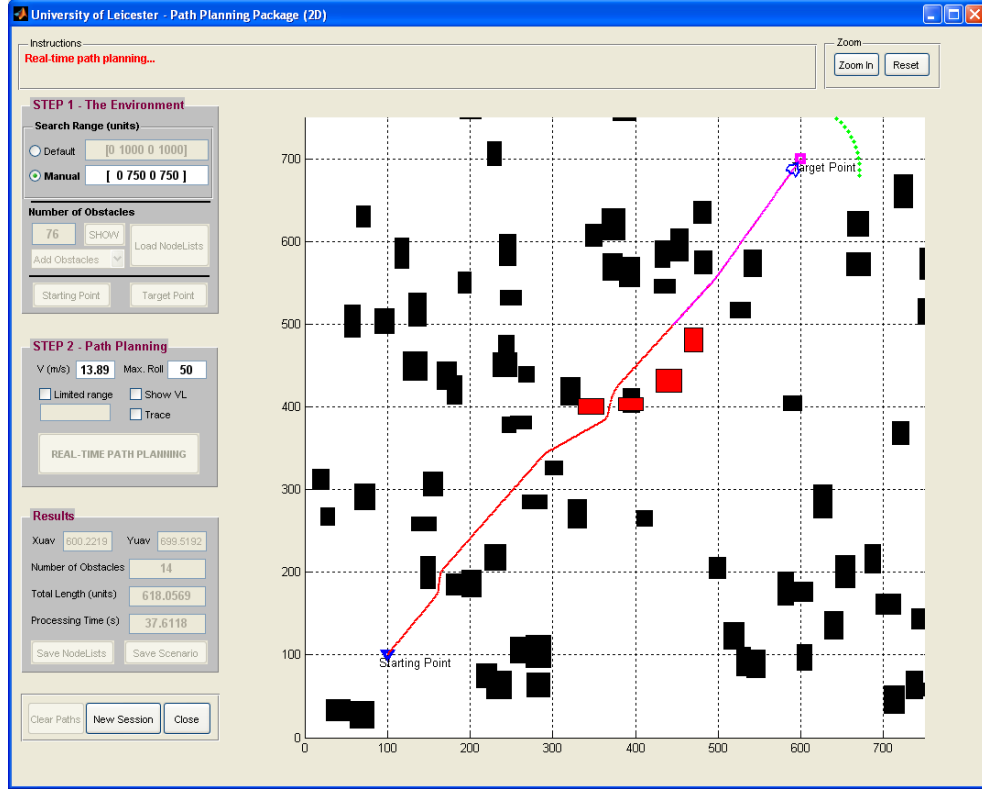 University of Leicester - Path Planning Package (2D)
Instructions
Real-time path planning...
Zoom
Zoom In
Reset
STEP 1 - The Environment
Search Range (units)
Default
[0 1000 0 1000]
Manual
[ 0 750 0 750 ]
Number of Obstacles
76
SHOW
Load NodeLists
Add Obstacles
Starting Point
Target Point
STEP 2 - Path Planning
V (m/s)
13.89
Max. Roll
50
Limited range
Show VL
Trace
REAL-TIME PATH PLANNING
Results
Xuav
600.2219
Yuav
699.5192
Number of Obstacles
14
Total Length (units)
618.0569
Processing Time (s)
37.6118
Save NodeLists
Save Scenario
Clear Paths
New Session
Close
700
600
500
400
300
200
100
0
0 100 200 300 400 500 600 700
Target Point
Starting Point